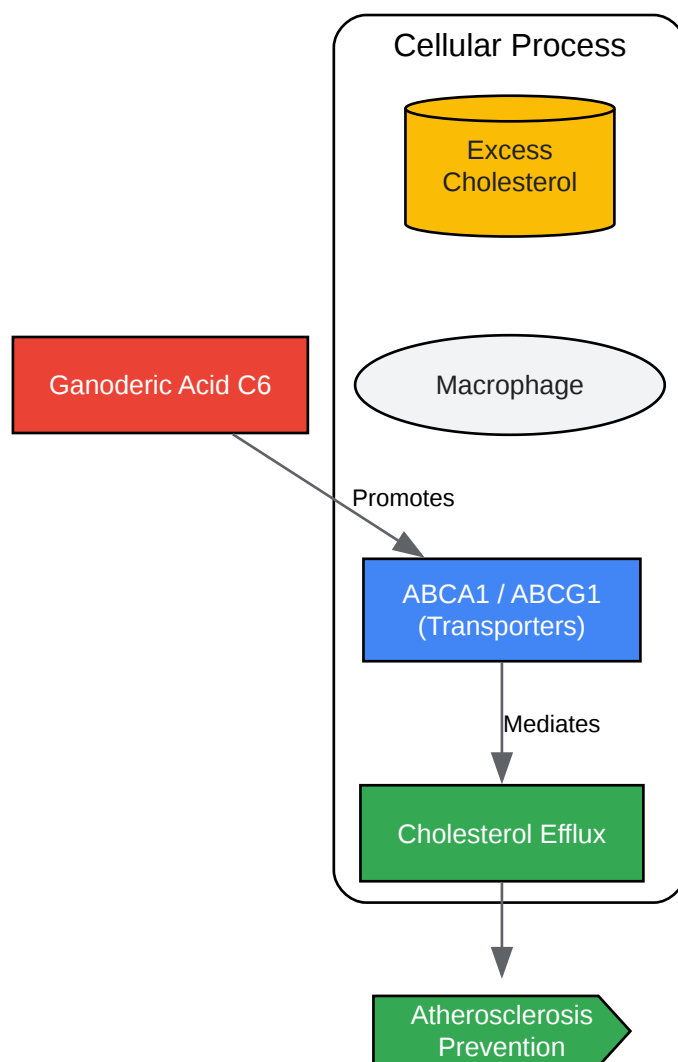 Cellular Process
Excess
Cholesterol
Ganoderic Acid C6
Macrophage
Promotes
ABCA1 / ABCG1
(Transporters)
Mediates
Cholesterol Efflux
Atherosclerosis
Prevention